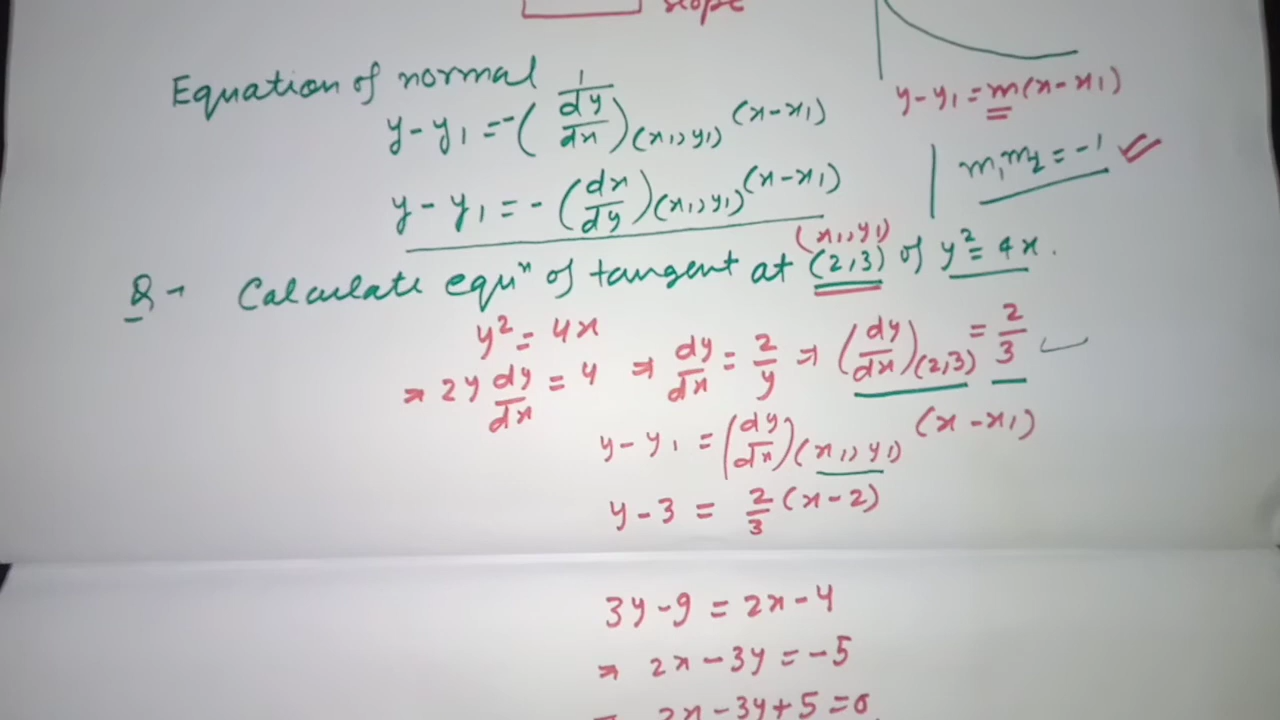 slope
Equation of normal
y-y₁ = -(1/(dy/dx))(x₁,y₁) (x-x₁)
y-y₁ = m(x-x₁)
m₁m₂ = -1 ✓
y-y₁ = -(dx/dy)(x₁,y₁) (x-x₁)
(x₁,y₁)
Q→ Calculate equⁿ of tangent at (2,3) of y² = 4x.
y² = 4x
⇒ 2y dy/dx = 4 ⇒ dy/dx = 2/y ⇒ (dy/dx)(2,3) = 2/3
y-y₁ = (dy/dx)(x₁,y₁) (x-x₁)
y-3 = 2/3 (x-2)
3y-9 = 2x-4
⇒ 2x-3y = -5
= 2x-3y+5 = 0